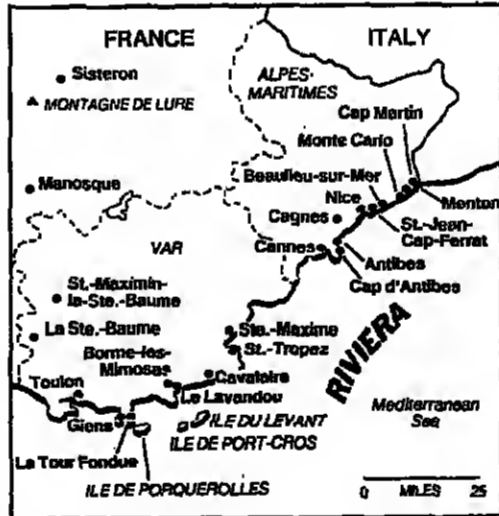 FRANCE
ITALY
Sisteron
ALPES-
MARITIMES
MONTAGNE DE LURE
Cap Martin
Monte Carlo
Beaulieu-sur-Mer
Manosque
Nice
Menton
Cagnes
St.-Jean-
Cap-Ferrat
VAR
Cannes
Antibes
Cap d'Antibes
St.-Maximin-
la-Ste.-Baume
La Ste.-Baume
Ste.-Maxime
St.-Tropez
RIVIERA
Borme-les-
Mimosas
Cavalaire
Toulon
Le Lavandou
Mediterranean
Sea
Giens
ILE DU LEVANT
ILE DE PORT-CROS
La Tour Fondue
ILE DE PORQUEROLLES
0 MILES 25